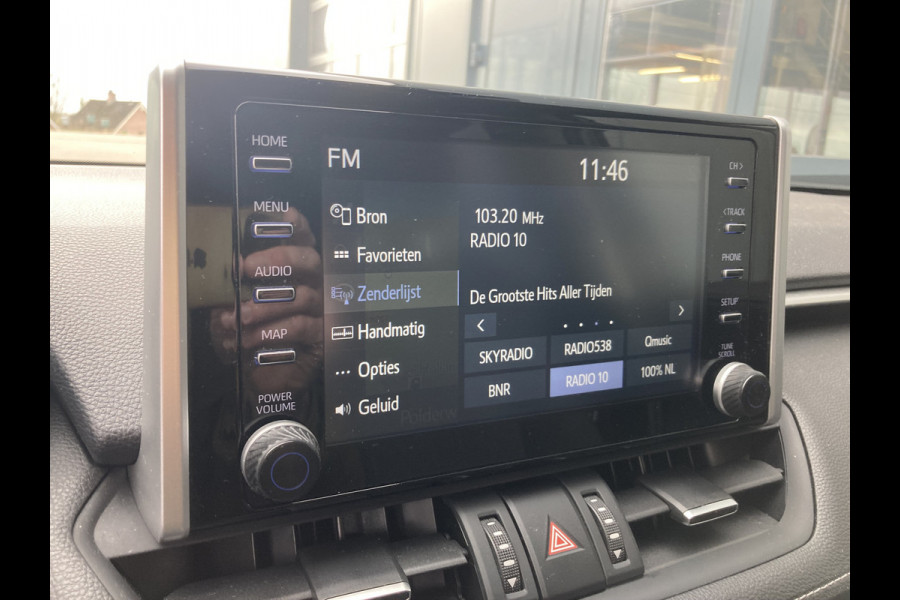 HOME
MENU
AUDIO
MAP
POWER
VOLUME
FM
11:46
Bron
Favorieten
Zenderlijst
Handmatig
Opties
Geluid
103.20 MHz
RADIO 10
De Grootste Hits Aller Tijden
<
>
SKYRADIO
RADIO538
Qmusic
BNR
RADIO 10
100% NL
CH >
< TRACK
PHONE
SETUP
TUNE
SCROLL